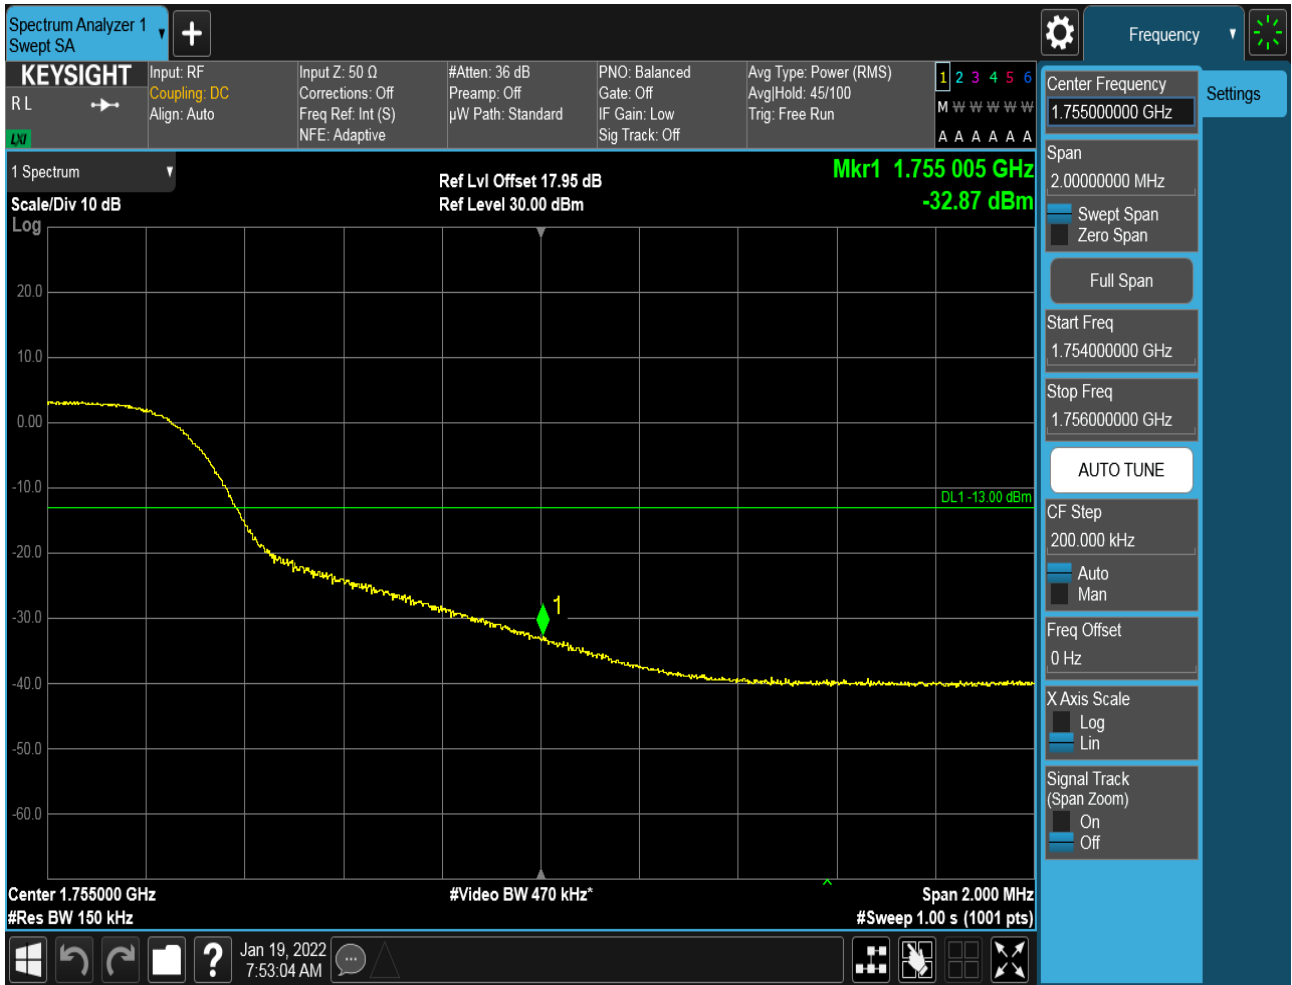 Spectrum Analyzer 1
Swept SA
Frequency
KEYSIGHT
R L
LXI
Input: RF
Coupling: DC
Align: Auto
Input Z: 50 Ω
Corrections: Off
Freq Ref: Int (S)
NFE: Adaptive
#Atten: 36 dB
Preamp: Off
µW Path: Standard
PNO: Balanced
Gate: Off
IF Gain: Low
Sig Track: Off
Avg Type: Power (RMS)
Avg|Hold: 45/100
Trig: Free Run
1 2 3 4 5 6
M W W W W W
A A A A A A
1 Spectrum
Scale/Div 10 dB
Log
Ref Lvl Offset 17.95 dB
Ref Level 30.00 dBm
Mkr1 1.755 005 GHz
-32.87 dBm
20.0
10.0
0.00
-10.0
-20.0
-30.0
-40.0
-50.0
-60.0
DL1 -13.00 dBm
1
Center 1.755000 GHz
#Res BW 150 kHz
#Video BW 470 kHz*
Span 2.000 MHz
#Sweep 1.00 s (1001 pts)
Jan 19, 2022
7:53:04 AM
Center Frequency
1.755000000 GHz
Settings
Span
2.00000000 MHz
Swept Span
Zero Span
Full Span
Start Freq
1.754000000 GHz
Stop Freq
1.756000000 GHz
AUTO TUNE
CF Step
200.000 kHz
Auto
Man
Freq Offset
0 Hz
X Axis Scale
Log
Lin
Signal Track
(Span Zoom)
On
Off